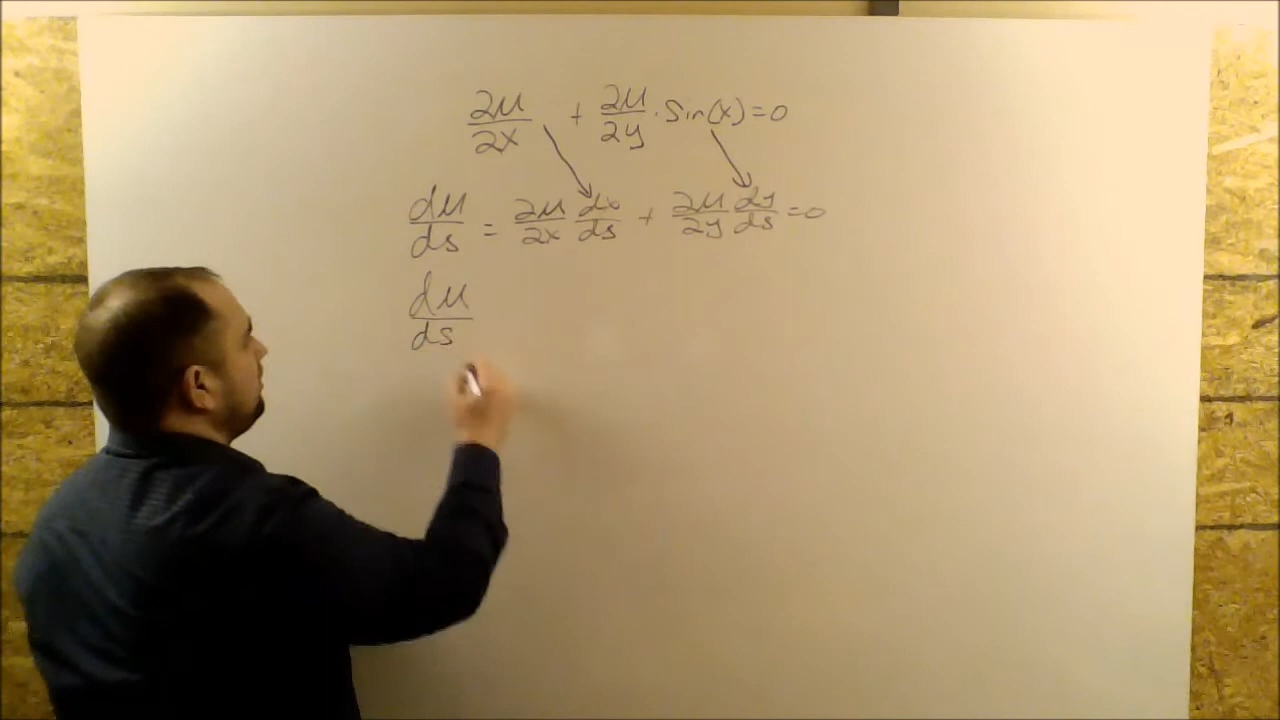 ∂u/∂x + ∂u/∂y · Sin(x) = 0
du/ds = ∂u/∂x dx/ds + ∂u/∂y dy/ds = 0
du/ds